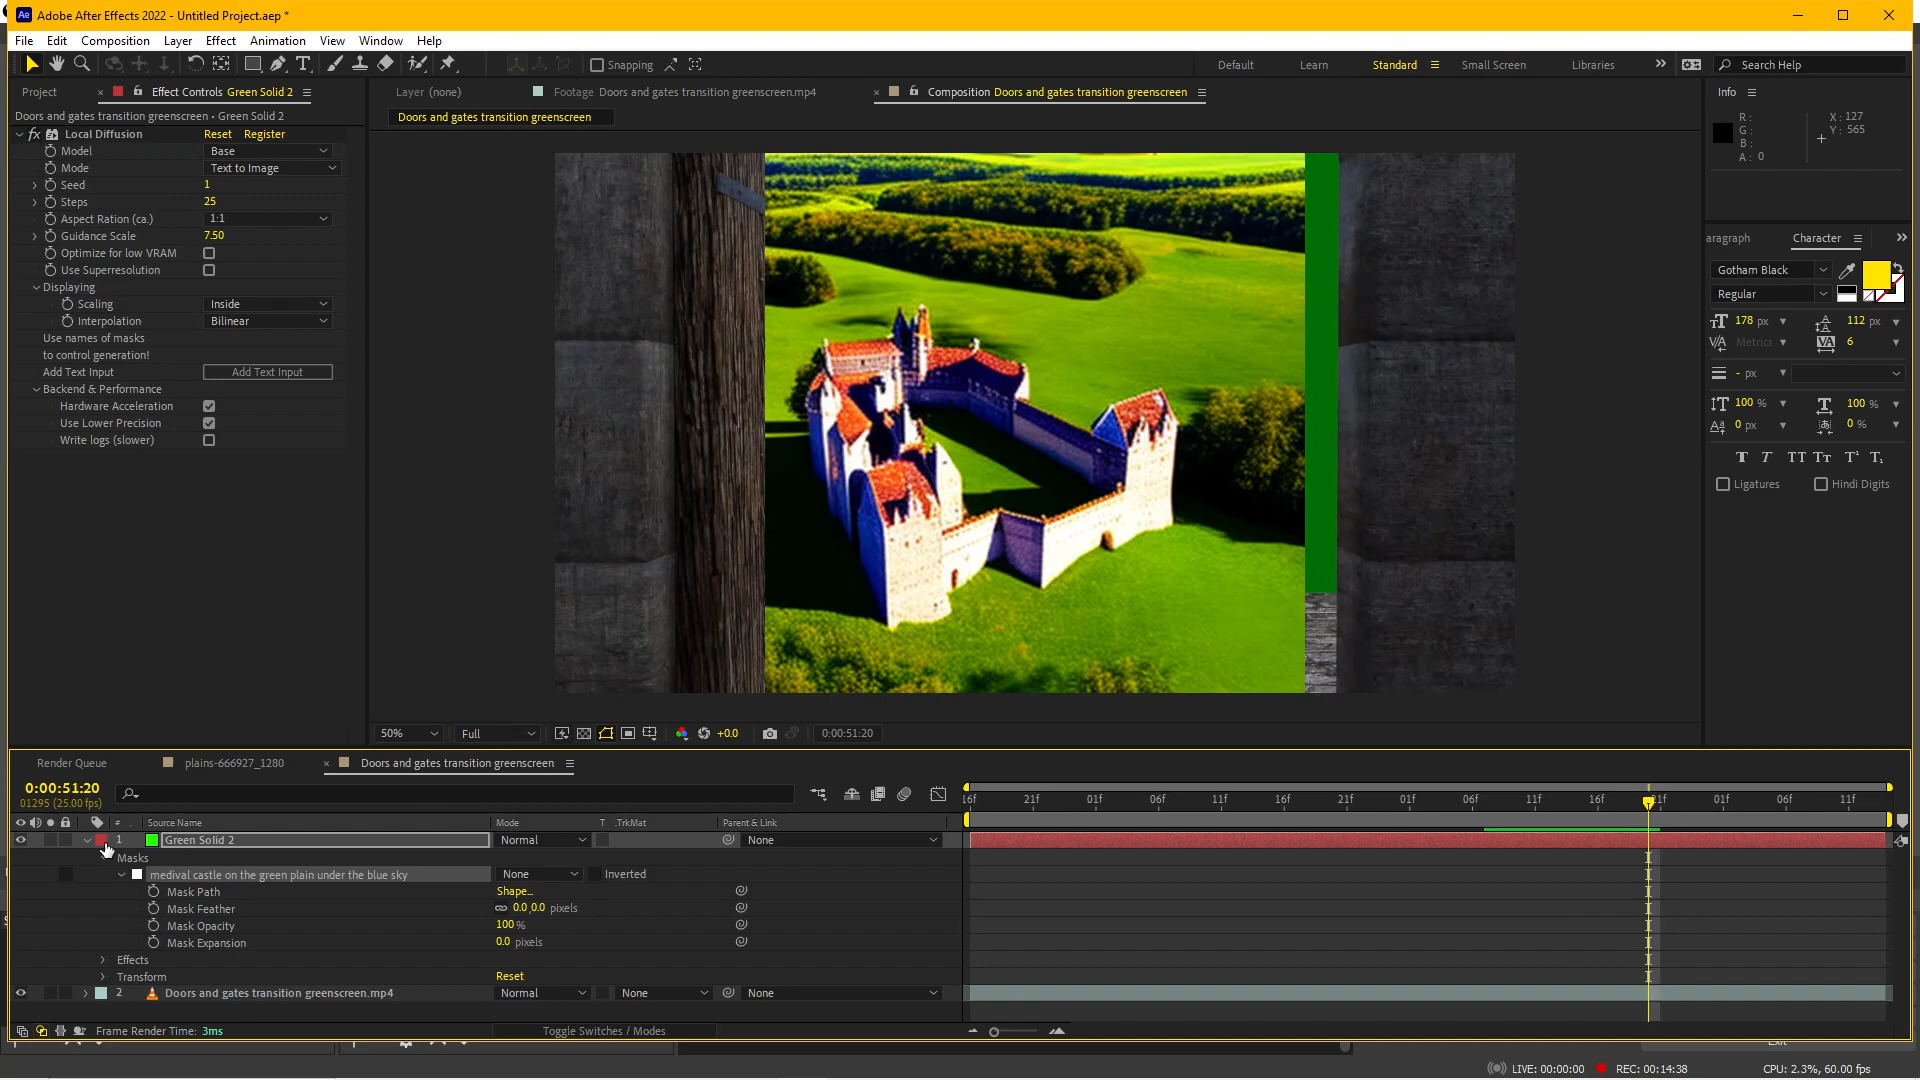 Adobe After Effects 2022 - Untitled Project.aep *
File Edit Composition Layer Effect Animation View Window Help
Snapping
Default Learn Standard Small Screen Libraries Search Help
Project Effect Controls Green Solid 2
Layer (none) Footage Doors and gates transition greenscreen.mp4 Composition Doors and gates transition greenscreen
Info
Doors and gates transition greenscreen • Green Solid 2
Doors and gates transition greenscreen
Local Diffusion Reset Register
Model Base
Mode Text to Image
Seed 1
Steps 25
Aspect Ration (ca.) 1:1
Guidance Scale 7.50
Optimize for low VRAM
Use Superresolution
Displaying
Scaling Inside
Interpolation Bilinear
Use names of masks
to control generation!
Add Text Input Add Text Input
Backend & Performance
Hardware Acceleration
Use Lower Precision
Write logs (slower)
R: X: 127
G: Y: 565
B:
A: 0
aragraph Character
Gotham Black
Regular
178 px 112 px
Metrics 6
- px
100 % 100 %
0 px 0 %
T T TT Tt T¹ T₁
Ligatures Hindi Digits
50% Full +0.0 0:00:51:20
Render Queue plains-666927_1280 Doors and gates transition greenscreen
0:00:51:20
01295 (25.00 fps)
16f 21f 01f 06f 11f 16f 21f 01f 06f 11f 16f 21f 01f 06f 11f
# Source Name Mode T .TrkMat Parent & Link
1 Green Solid 2 Normal None
Masks
medival castle on the green plain under the blue sky None Inverted
Mask Path Shape...
Mask Feather 0.0,0.0 pixels
Mask Opacity 100 %
Mask Expansion 0.0 pixels
Effects
Transform Reset
2 Doors and gates transition greenscreen.mp4 Normal None None
Frame Render Time: 3ms Toggle Switches / Modes
LIVE: 00:00:00 REC: 00:14:38 CPU: 2.3%, 60.00 fps